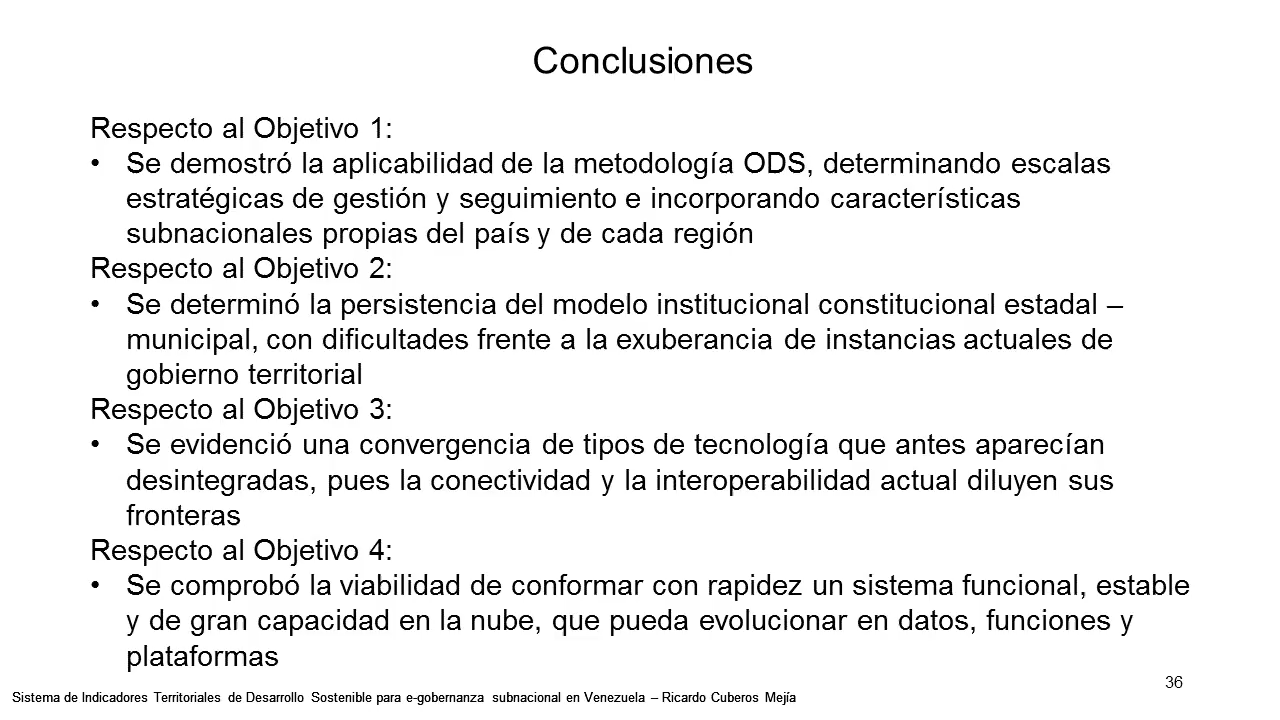 Conclusiones
Respecto al Objetivo 1:
• Se demostró la aplicabilidad de la metodología ODS, determinando escalas
estratégicas de gestión y seguimiento e incorporando características
subnacionales propias del país y de cada región
Respecto al Objetivo 2:
• Se determinó la persistencia del modelo institucional constitucional estadal –
municipal, con dificultades frente a la exuberancia de instancias actuales de
gobierno territorial
Respecto al Objetivo 3:
• Se evidenció una convergencia de tipos de tecnología que antes aparecían
desintegradas, pues la conectividad y la interoperabilidad actual diluyen sus
fronteras
Respecto al Objetivo 4:
• Se comprobó la viabilidad de conformar con rapidez un sistema funcional, estable
y de gran capacidad en la nube, que pueda evolucionar en datos, funciones y
plataformas
36
Sistema de Indicadores Territoriales de Desarrollo Sostenible para e-gobernanza subnacional en Venezuela – Ricardo Cuberos Mejía